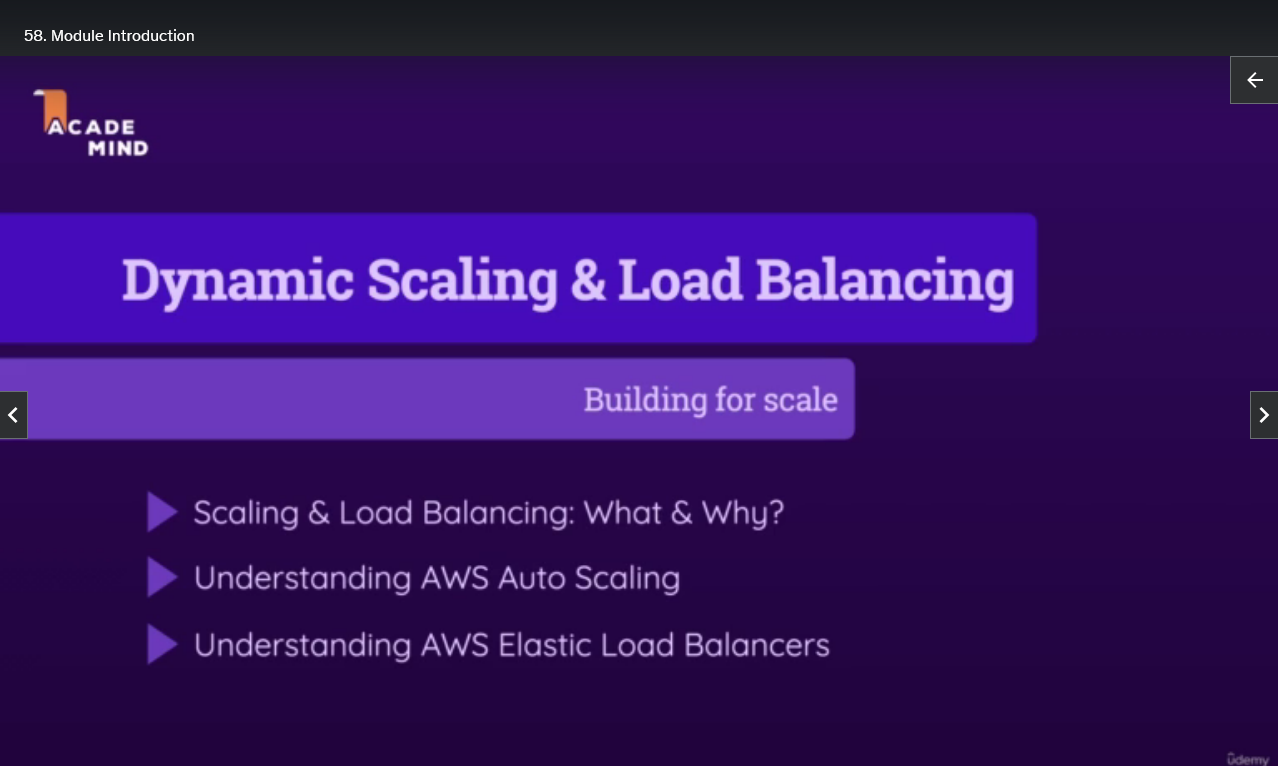 58. Module Introduction
ACADE
MIND
Dynamic Scaling & Load Balancing
Building for scale
Scaling & Load Balancing: What & Why?
Understanding AWS Auto Scaling
Understanding AWS Elastic Load Balancers
ûdemy